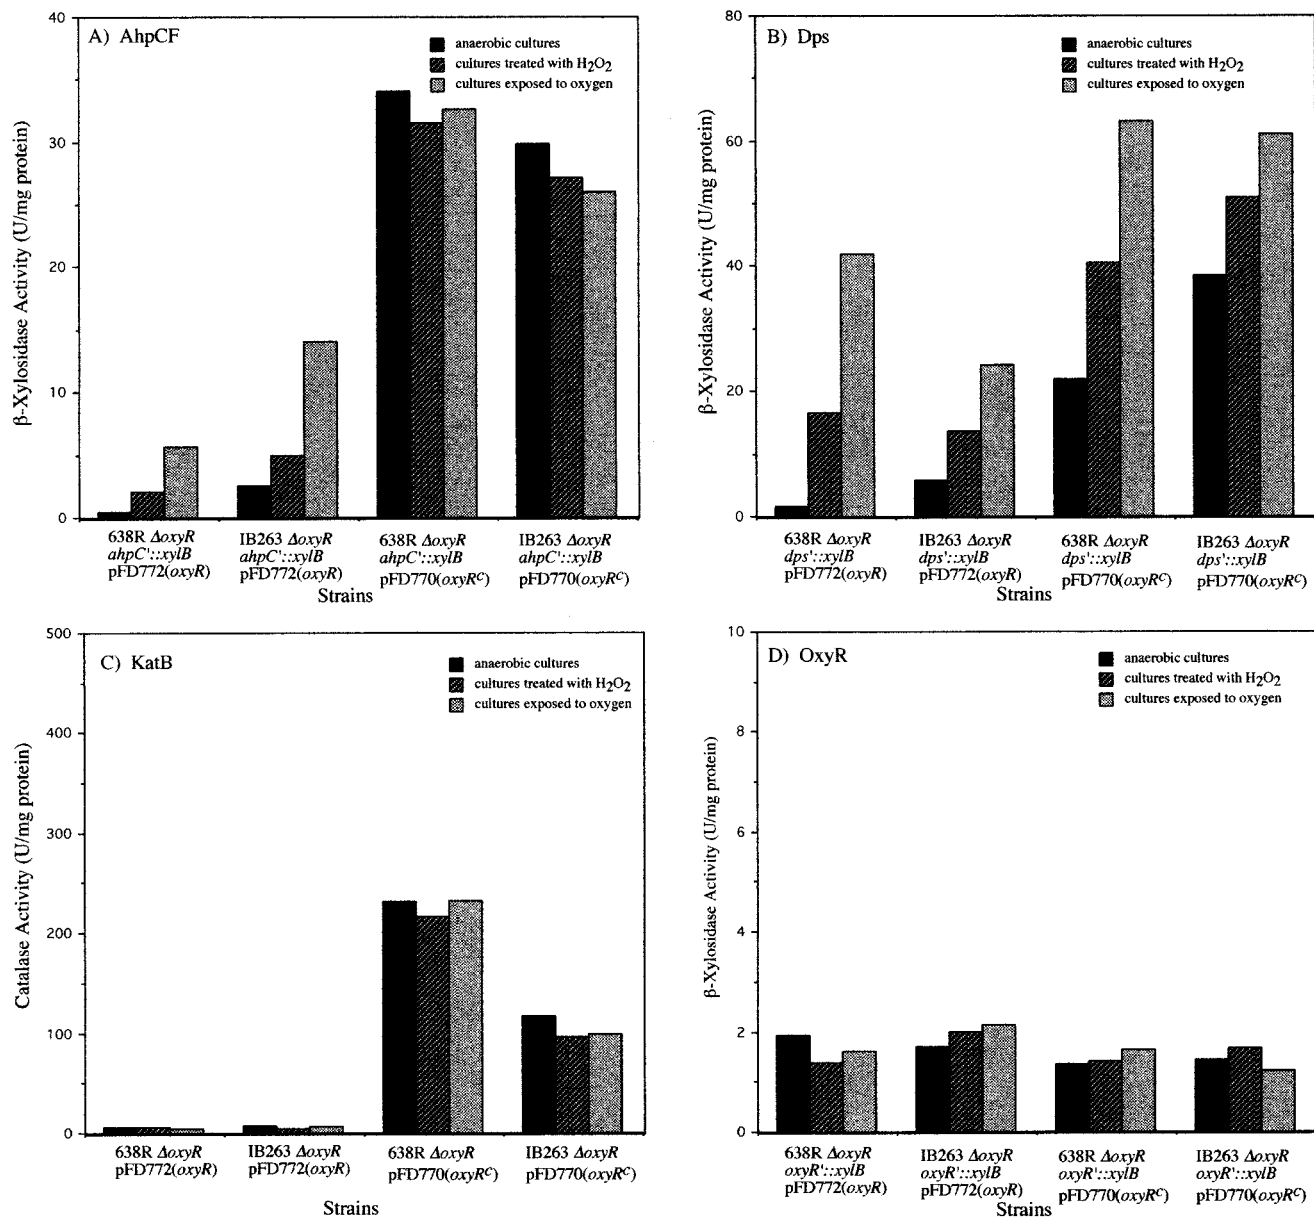 A) AhpCF
anaerobic cultures
cultures treated with H2O2
cultures exposed to oxygen
β-Xylosidase Activity (U/mg protein)
40
30
20
10
0
638R ΔoxyR
ahpC'::xylB
pFD772(oxyR)
IB263 ΔoxyR
ahpC'::xylB
pFD772(oxyR)
638R ΔoxyR
ahpC'::xylB
pFD770(oxyRC)
IB263 ΔoxyR
ahpC'::xylB
pFD770(oxyRC)
Strains
B) Dps
anaerobic cultures
cultures treated with H2O2
cultures exposed to oxygen
β-Xylosidase Activity (U/mg protein)
80
60
40
20
0
638R ΔoxyR
dps'::xylB
pFD772(oxyR)
IB263 ΔoxyR
dps'::xylB
pFD772(oxyR)
638R ΔoxyR
dps'::xylB
pFD770(oxyRC)
IB263 ΔoxyR
dps'::xylB
pFD770(oxyRC)
Strains
C) KatB
anaerobic cultures
cultures treated with H2O2
cultures exposed to oxygen
Catalase Activity (U/mg protein)
500
400
300
200
100
0
638R ΔoxyR
pFD772(oxyR)
IB263 ΔoxyR
pFD772(oxyR)
638R ΔoxyR
pFD770(oxyRC)
IB263 ΔoxyR
pFD770(oxyRC)
Strains
D) OxyR
anaerobic cultures
cultures treated with H2O2
cultures exposed to oxygen
β-Xylosidase Activity (U/mg protein)
10
8
6
4
2
0
638R ΔoxyR
oxyR'::xylB
pFD772(oxyR)
IB263 ΔoxyR
oxyR'::xylB
pFD772(oxyR)
638R ΔoxyR
oxyR'::xylB
pFD770(oxyRC)
IB263 ΔoxyR
oxyR'::xylB
pFD770(oxyRC)
Strains